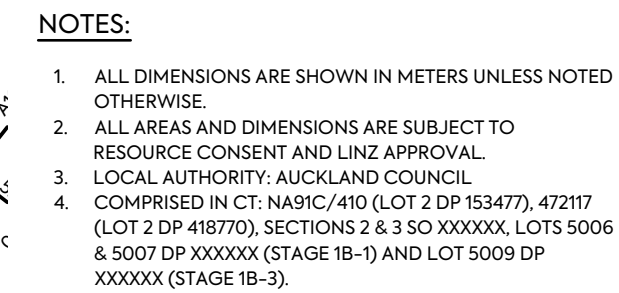 NOTES:
1. ALL DIMENSIONS ARE SHOWN IN METERS UNLESS NOTED
OTHERWISE.
2. ALL AREAS AND DIMENSIONS ARE SUBJECT TO
RESOURCE CONSENT AND LINZ APPROVAL.
3. LOCAL AUTHORITY: AUCKLAND COUNCIL
4. COMPRISED IN CT: NA91C/410 (LOT 2 DP 153477), 472117
(LOT 2 DP 418770), SECTIONS 2 & 3 SO XXXXXX, LOTS 5006
& 5007 DP XXXXXX (STAGE 1B-1) AND LOT 5009 DP
XXXXXX (STAGE 1B-3).